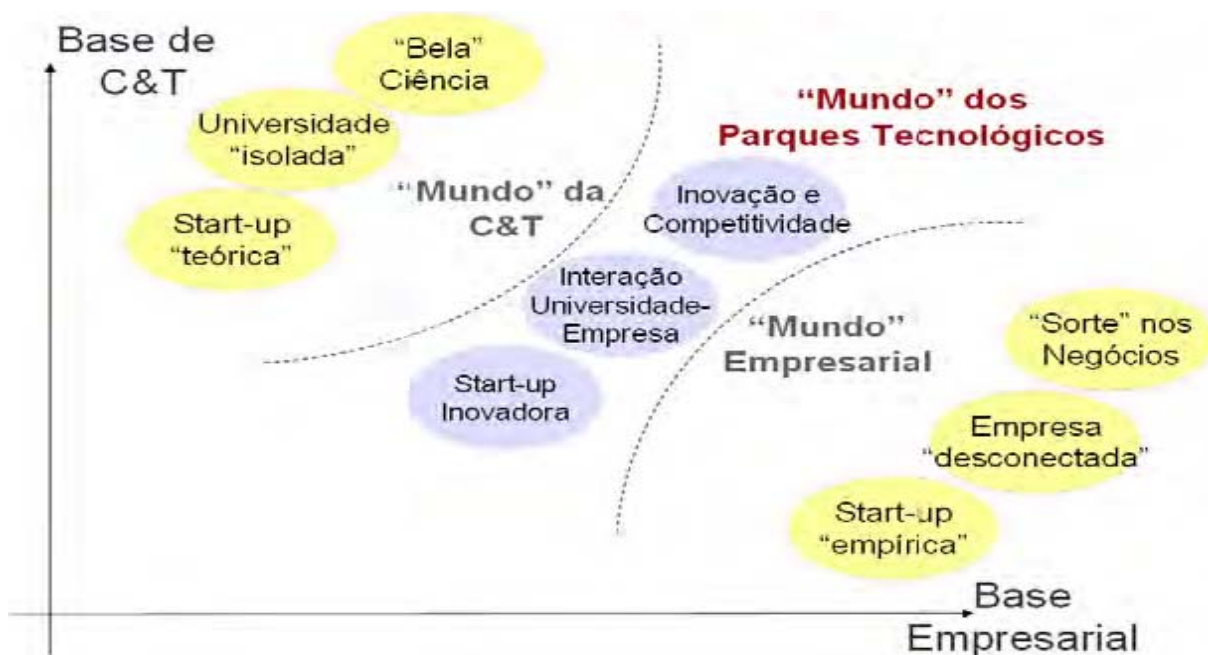 Base de
C&T
“Bela”
Ciência
Universidade
“isolada”
Start-up
“teórica”
“Mundo” da
C&T
“Mundo” dos
Parques Tecnológicos
Inovação e
Competitividade
Interação
Universidade-
Empresa
Start-up
Inovadora
“Mundo”
Empresarial
“Sorte” nos
Negócios
Empresa
“desconectada”
Start-up
“empírica”
Base
Empresarial